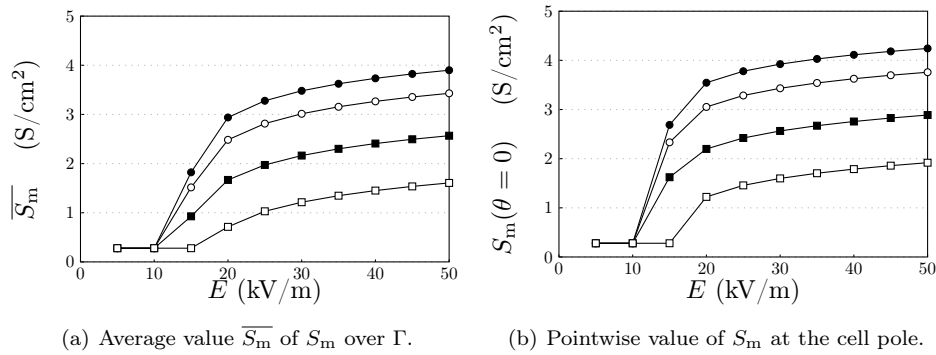 5
4
3
2
1
0
0 10 20 30 40 50
E (kV/m)
S̅m̅ (S/cm²)
(a) Average value S̅m̅ of Sm over Γ.
5
4
3
2
1
0
0 10 20 30 40 50
E (kV/m)
Sm(θ = 0) (S/cm²)
(b) Pointwise value of Sm at the cell pole.